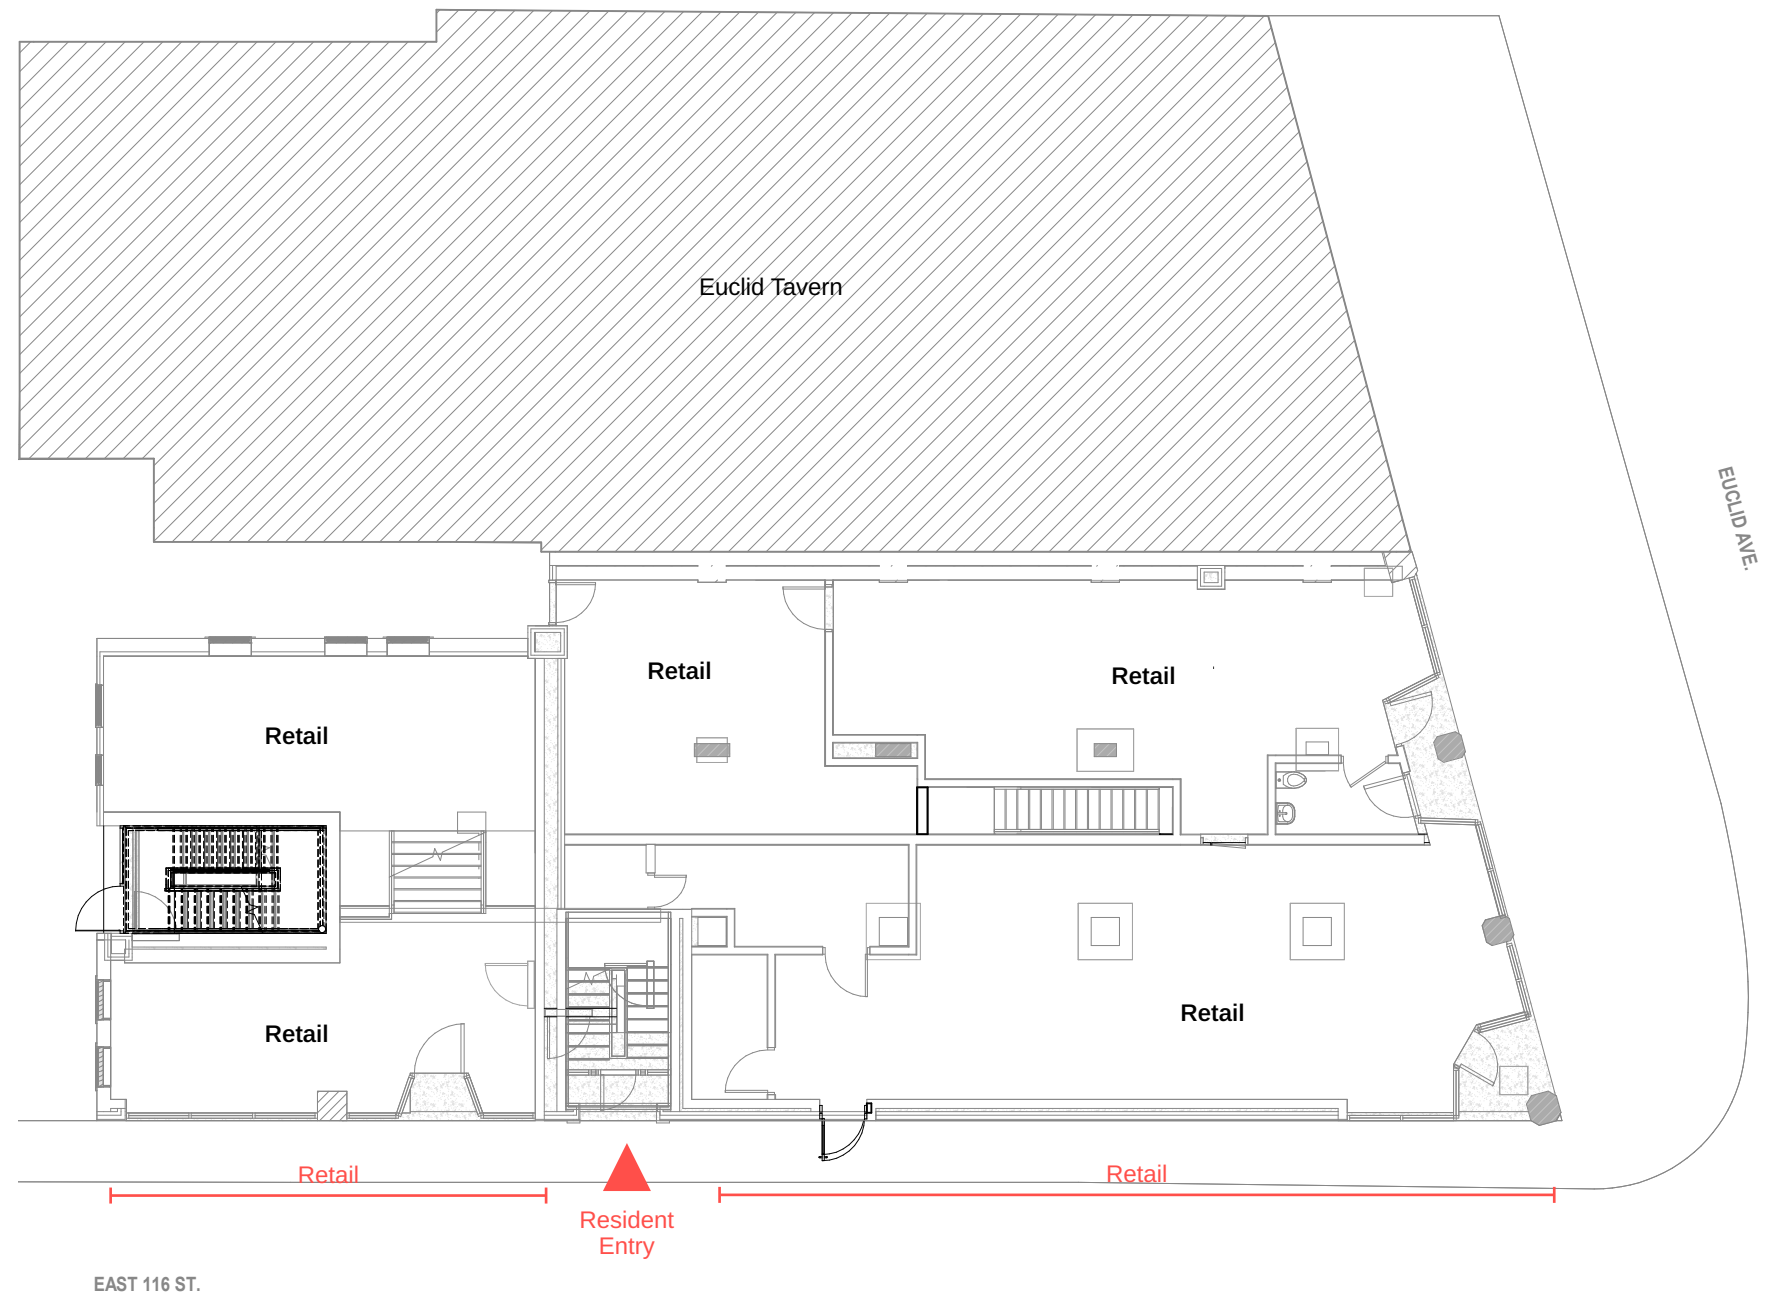 Euclid Tavern
EUCLID AVE.
Retail
Retail
Retail
Retail
Retail
Retail
Retail
Resident
Entry
EAST 116 ST.